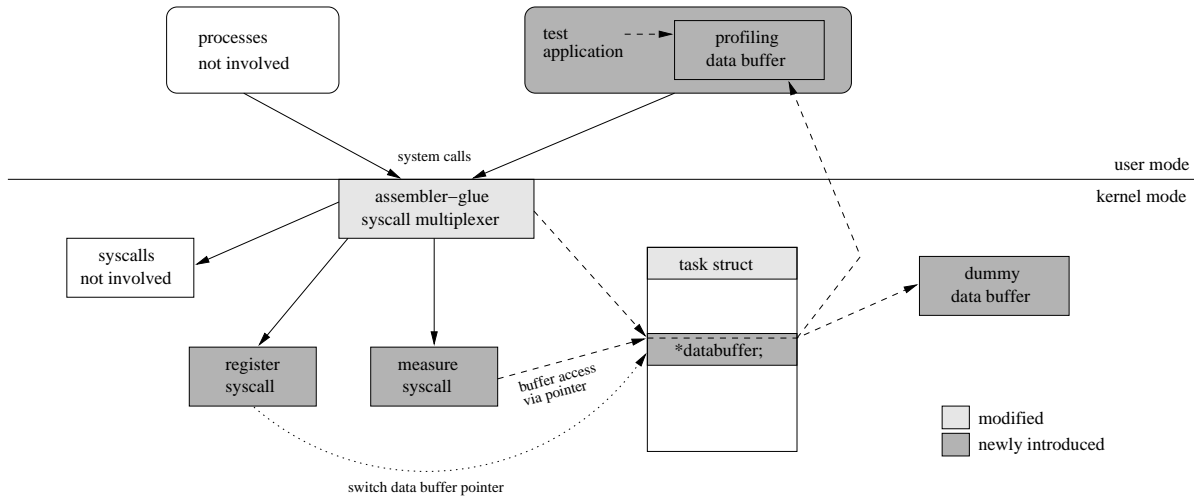 processes
not involved
test
application
profiling
data buffer
system calls
user mode
kernel mode
assembler−glue
syscall multiplexer
syscalls
not involved
task struct
dummy
data buffer
register
syscall
measure
syscall
*databuffer;
buffer access
via pointer
modified
newly introduced
switch data buffer pointer